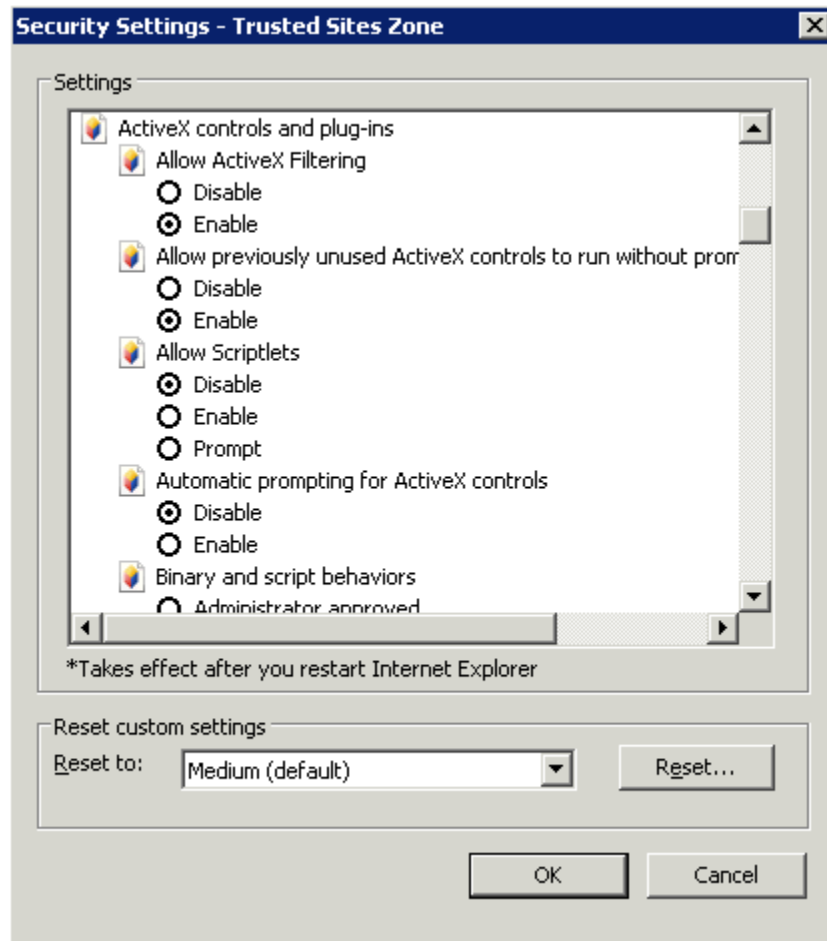 Security Settings - Trusted Sites Zone
Settings
ActiveX controls and plug-ins
Allow ActiveX Filtering
Disable
Enable
Allow previously unused ActiveX controls to run without
Disable
Enable
Allow Scriptlets
Disable
Enable
Prompt
Automatic prompting for ActiveX controls
Disable
Enable
Binary and script behaviors
Administrator approved
*Takes effect after you restart Internet Explorer
Reset custom settings
Reset to:
Medium (default)
Reset...
OK
Cancel